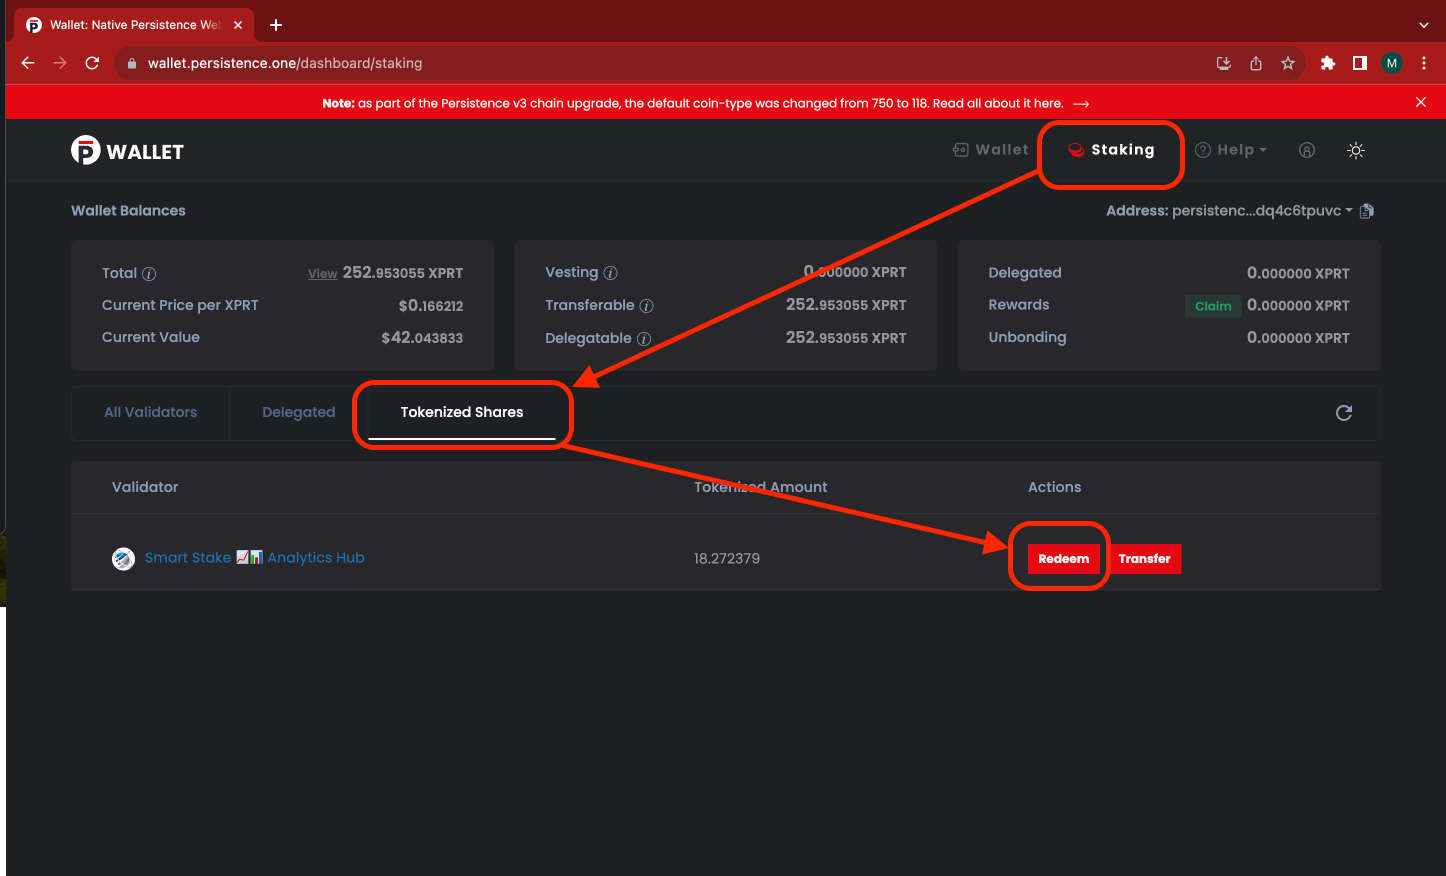 Wallet: Native Persistence We
wallet.persistence.one/dashboard/staking
M
Note: as part of the Persistence v3 chain upgrade, the default coin-type was changed from 750 to 118. Read all about it here. →
WALLET
Wallet
Staking
Help
Wallet Balances
Address: persistenc...dq4c6tpuvc
Total
View 252.953055 XPRT
Current Price per XPRT
$0.166212
Current Value
$42.043833
Vesting
0.000000 XPRT
Transferable
252.953055 XPRT
Delegatable
252.953055 XPRT
Delegated
0.000000 XPRT
Rewards
Claim 0.000000 XPRT
Unbonding
0.000000 XPRT
All Validators
Delegated
Tokenized Shares
Validator
Tokenized Amount
Actions
Smart Stake 📈📊 Analytics Hub
18.272379
Redeem
Transfer